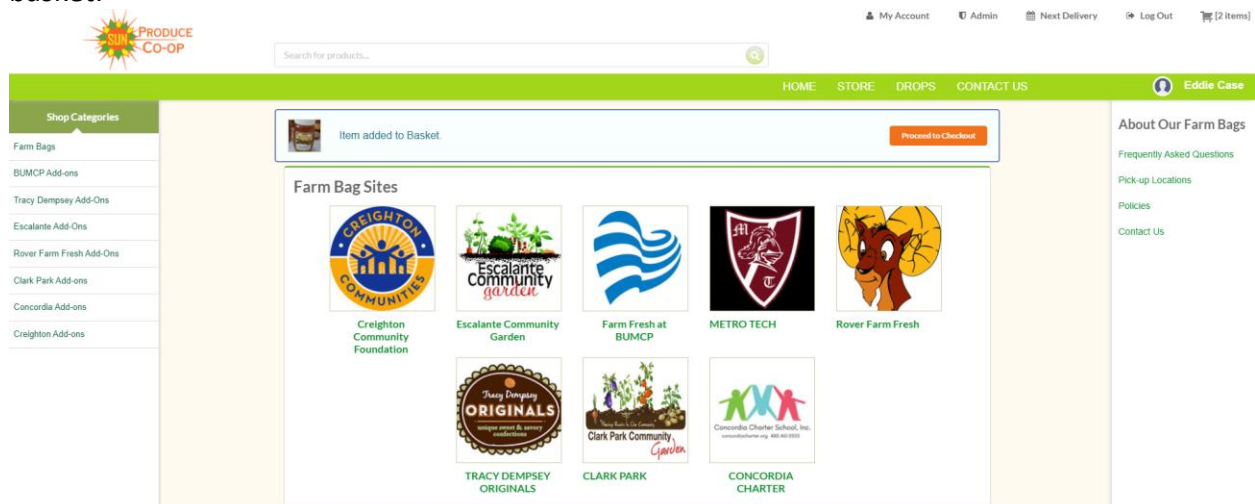 basket.
SUN PRODUCE
CO-OP
My Account
Admin
Next Delivery
Log Out
[2 items]
Search for products...
HOME
STORE
DROPS
CONTACT US
Eddie Case
Shop Categories
Farm Bags
BUMCP Add-ons
Tracy Dempsey Add-Ons
Escalante Add-Ons
Rover Farm Fresh Add-Ons
Clark Park Add-ons
Concordia Add-ons
Creighton Add-ons
Item added to Basket.
Proceed to Checkout
Farm Bag Sites
CREIGHTON
COMMUNITIES
Escalante
Community
garden
M
T
Creighton
Community
Foundation
Escalante Community
Garden
Farm Fresh at
BUMCP
METRO TECH
Rover Farm Fresh
Tracy Dempsey
ORIGINALS
unique sweet & savory
confections
Clark Park Community
Garden
Concordia Charter School, Inc.
TRACY DEMPSEY
ORIGINALS
CLARK PARK
CONCORDIA
CHARTER
About Our Farm Bags
Frequently Asked Questions
Pick-up Locations
Policies
Contact Us